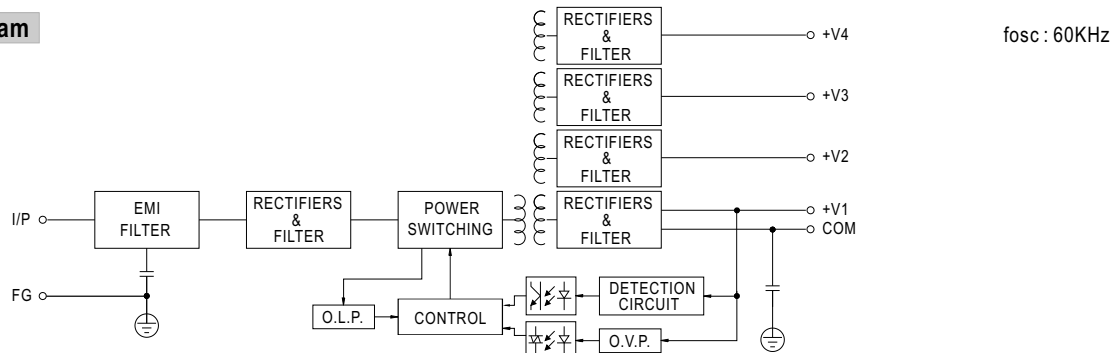 am
fosc : 60KHz
RECTIFIERS
&
FILTER
+V4
RECTIFIERS
&
FILTER
+V3
RECTIFIERS
&
FILTER
+V2
I/P
EMI
FILTER
RECTIFIERS
&
FILTER
POWER
SWITCHING
RECTIFIERS
&
FILTER
+V1
COM
FG
O.L.P.
CONTROL
DETECTION
CIRCUIT
O.V.P.